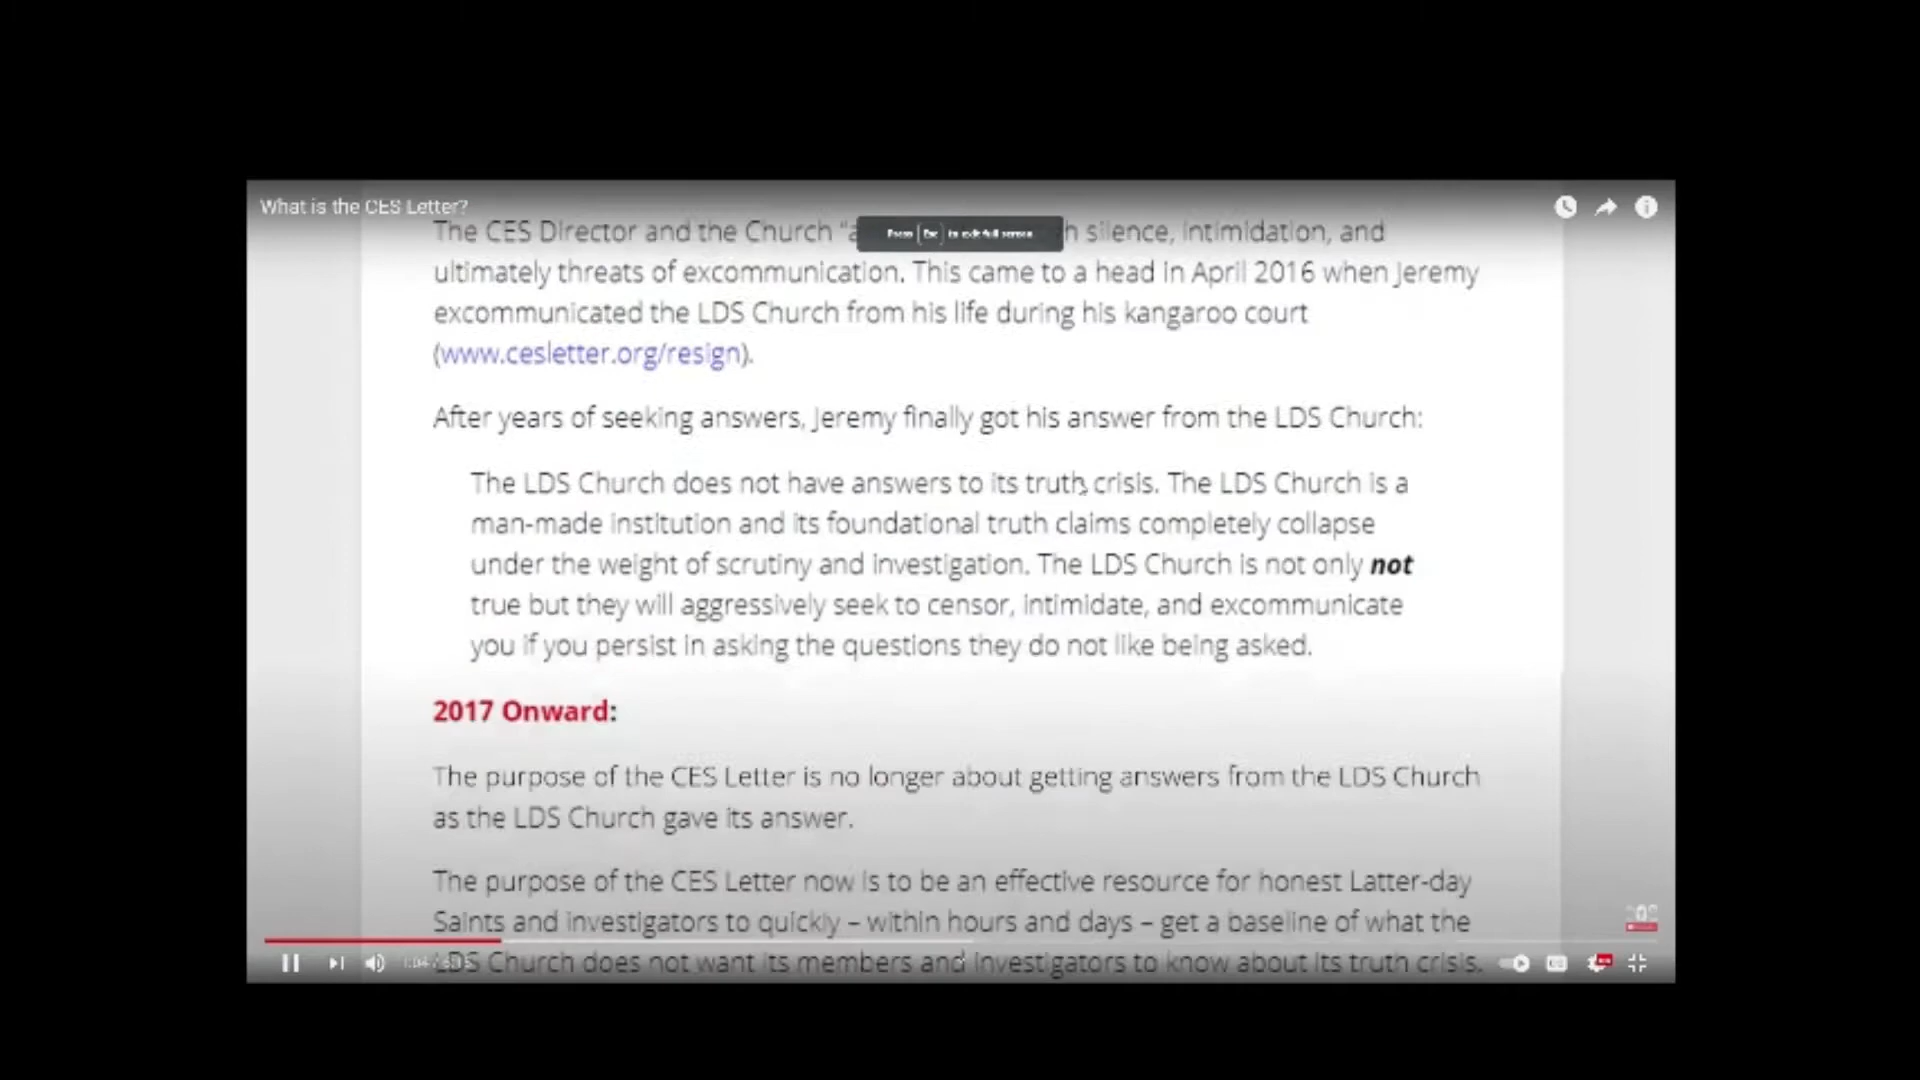 What is the CES Letter?
The CES Director and the Church "a h silence, intimidation, and
Press Esc to exit full screen
ultimately threats of excommunication. This came to a head in April 2016 when Jeremy
excommunicated the LDS Church from his life during his kangaroo court
(www.cesletter.org/resign).
After years of seeking answers, Jeremy finally got his answer from the LDS Church:
The LDS Church does not have answers to its truth crisis. The LDS Church is a
man-made institution and its foundational truth claims completely collapse
under the weight of scrutiny and investigation. The LDS Church is not only not
true but they will aggressively seek to censor, intimidate, and excommunicate
you if you persist in asking the questions they do not like being asked.
2017 Onward:
The purpose of the CES Letter is no longer about getting answers from the LDS Church
as the LDS Church gave its answer.
The purpose of the CES Letter now is to be an effective resource for honest Latter-day
Saints and investigators to quickly – within hours and days – get a baseline of what the
LDS Church does not want its members and investigators to know about its truth crisis.